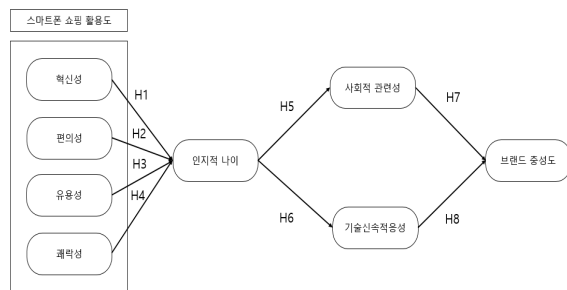 스마트폰 쇼핑 활용도
혁신성
편의성
유용성
쾌락성
H1
H2
H3
H4
인지적 나이
H5
H6
사회적 관련성
기술신속적응성
H7
H8
브랜드 충성도